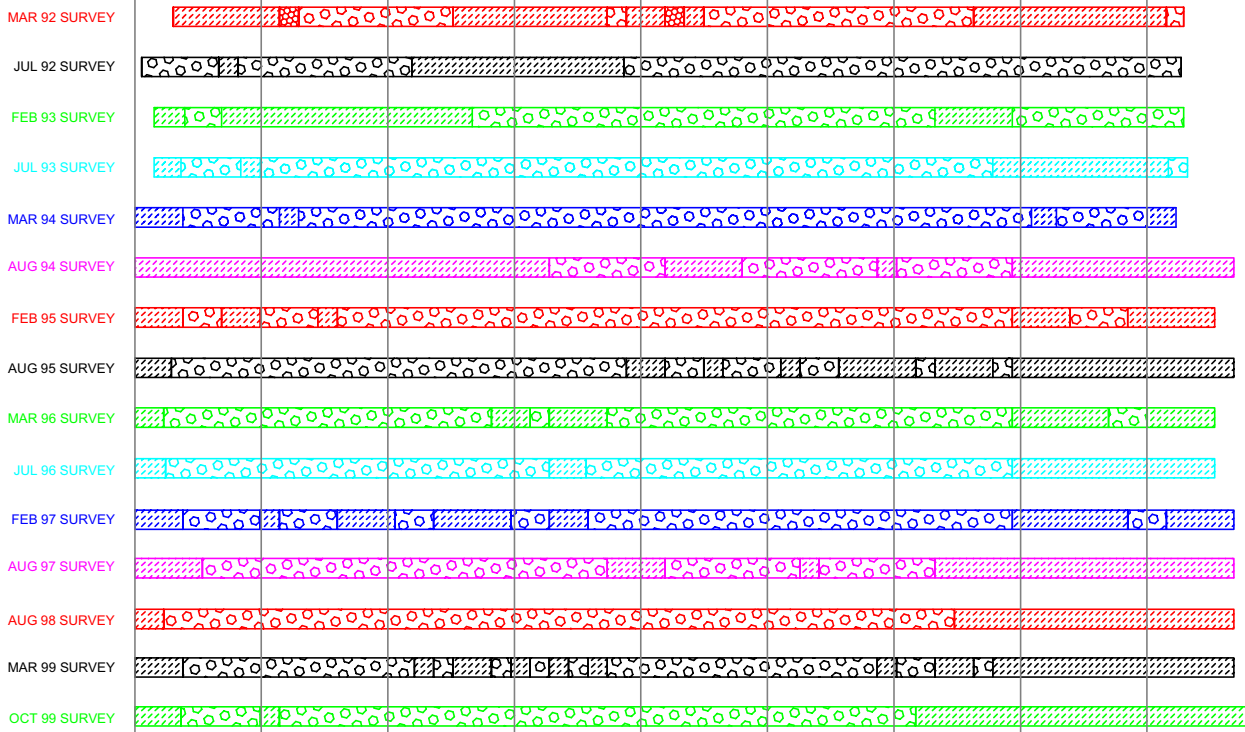 MAR 92 SURVEY
JUL 92 SURVEY
FEB 93 SURVEY
JUL 93 SURVEY
MAR 94 SURVEY
AUG 94 SURVEY
FEB 95 SURVEY
AUG 95 SURVEY
MAR 96 SURVEY
JUL 96 SURVEY
FEB 97 SURVEY
AUG 97 SURVEY
AUG 98 SURVEY
MAR 99 SURVEY
OCT 99 SURVEY